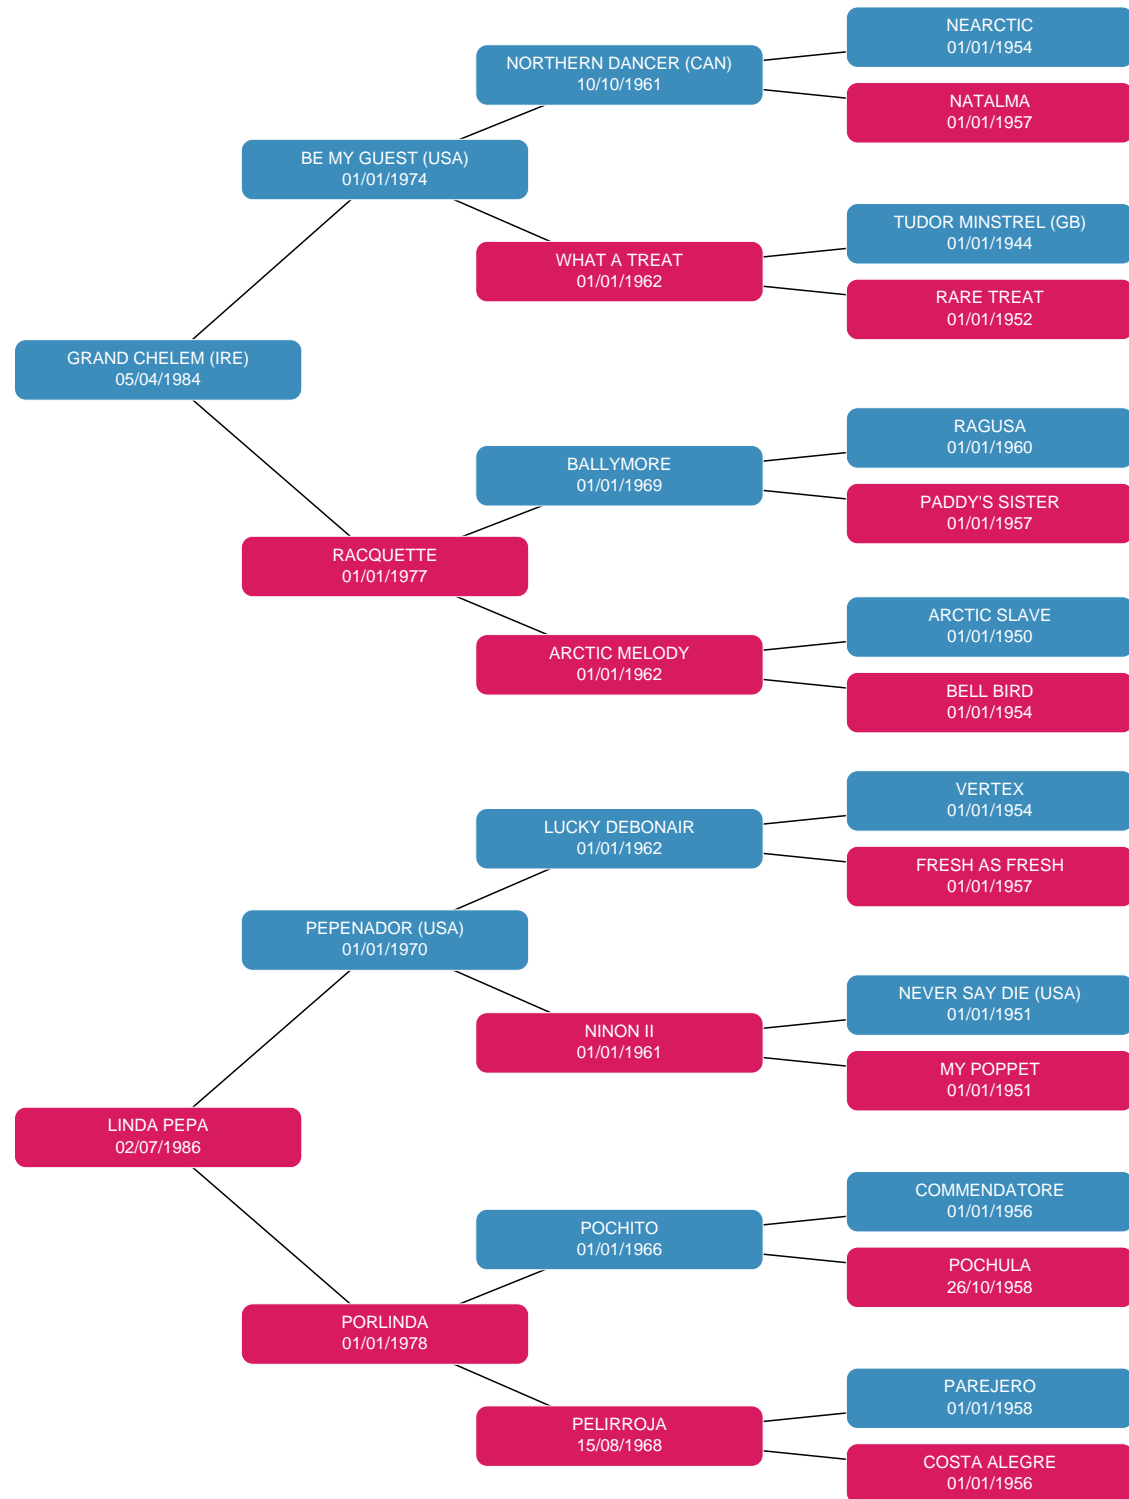 NEARCTIC
01/01/1954
NORTHERN DANCER (CAN)
10/10/1961
NATALMA
01/01/1957
BE MY GUEST (USA)
01/01/1974
TUDOR MINSTREL (GB)
01/01/1944
WHAT A TREAT
01/01/1962
RARE TREAT
01/01/1952
GRAND CHELEM (IRE)
05/04/1984
RAGUSA
01/01/1960
BALLYMORE
01/01/1969
PADDY'S SISTER
01/01/1957
RACQUETTE
01/01/1977
ARCTIC SLAVE
01/01/1950
ARCTIC MELODY
01/01/1962
BELL BIRD
01/01/1954
VERTEX
01/01/1954
LUCKY DEBONAIR
01/01/1962
FRESH AS FRESH
01/01/1957
PEPENADOR (USA)
01/01/1970
NEVER SAY DIE (USA)
01/01/1951
NINON II
01/01/1961
MY POPPET
01/01/1951
LINDA PEPA
02/07/1986
COMMENDATORE
01/01/1956
POCHITO
01/01/1966
POCHULA
26/10/1958
PORLINDA
01/01/1978
PAREJERO
01/01/1958
PELIRROJA
15/08/1968
COSTA ALEGRE
01/01/1956